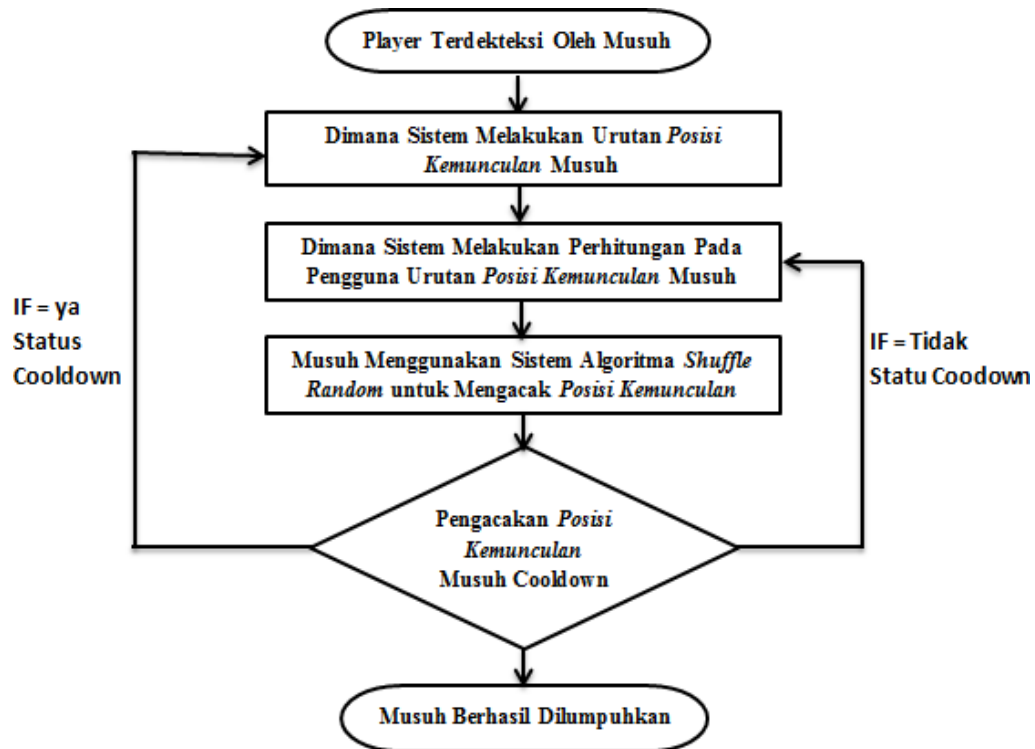 Player Terdekteksi Oleh Musuh
Dimana Sistem Melakukan Urutan Posisi
Kemunculan Musuh
Dimana Sistem Melakukan Perhitungan Pada
Pengguna Urutan Posisi Kemunculan Musuh
IF = ya
Status
Cooldown
IF = Tidak
Statu Coodown
Musuh Menggunakan Sistem Algoritma Shuffle
Random untuk Mengacak Posisi Kemunculan
Pengacakan Posisi
Kemunculan
Musuh Cooldown
Musuh Berhasil Dilumpuhkan